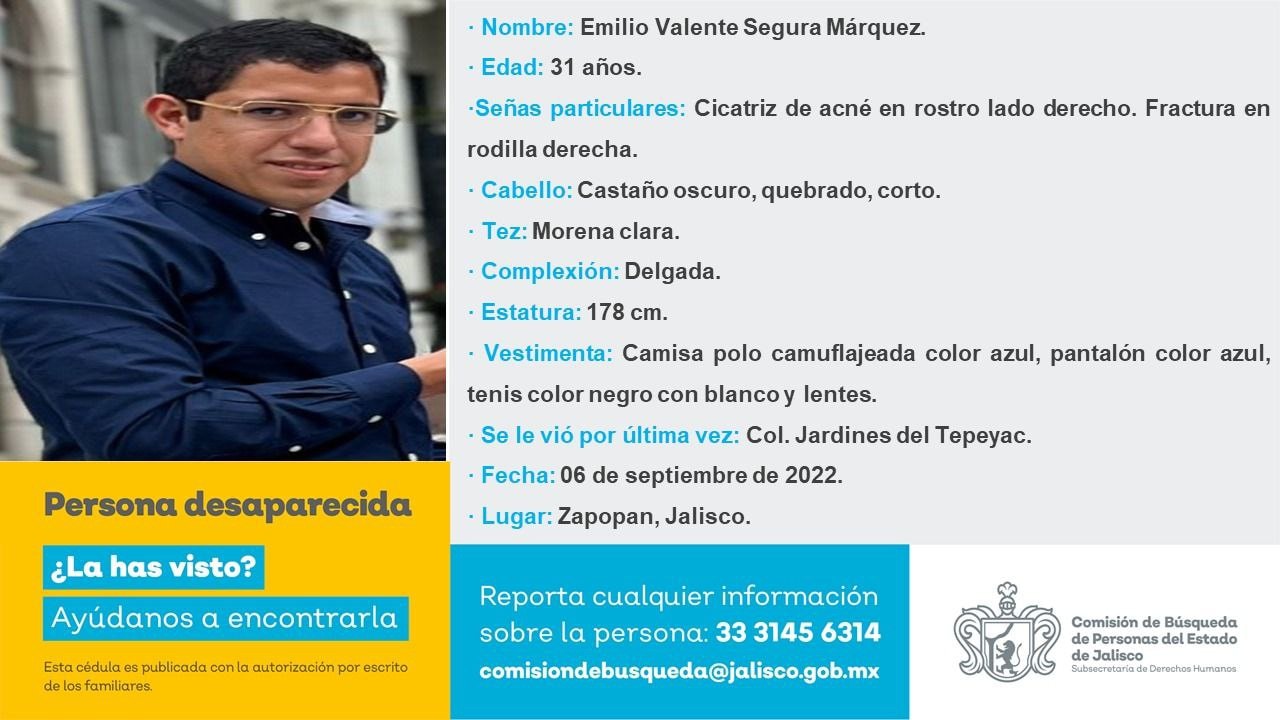 · Nombre: Emilio Valente Segura Márquez.
· Edad: 31 años.
·Señas particulares: Cicatriz de acné en rostro lado derecho. Fractura en
rodilla derecha.
· Cabello: Castaño oscuro, quebrado, corto.
· Tez: Morena clara.
· Complexión: Delgada.
· Estatura: 178 cm.
· Vestimenta: Camisa polo camuflajeada color azul, pantalón color azul,
tenis color negro con blanco y lentes.
· Se le vió por última vez: Col. Jardines del Tepeyac.
· Fecha: 06 de septiembre de 2022.
· Lugar: Zapopan, Jalisco.
Persona desaparecida
¿La has visto?
Ayúdanos a encontrarla
Esta cédula es publicada con la autorización por escrito
de los familiares.
Reporta cualquier información
sobre la persona: 33 3145 6314
comisiondebusqueda@jalisco.gob.mx
Comisión de Búsqueda
de Personas del Estado
de Jalisco
Subsecretaría de Derechos Humanos